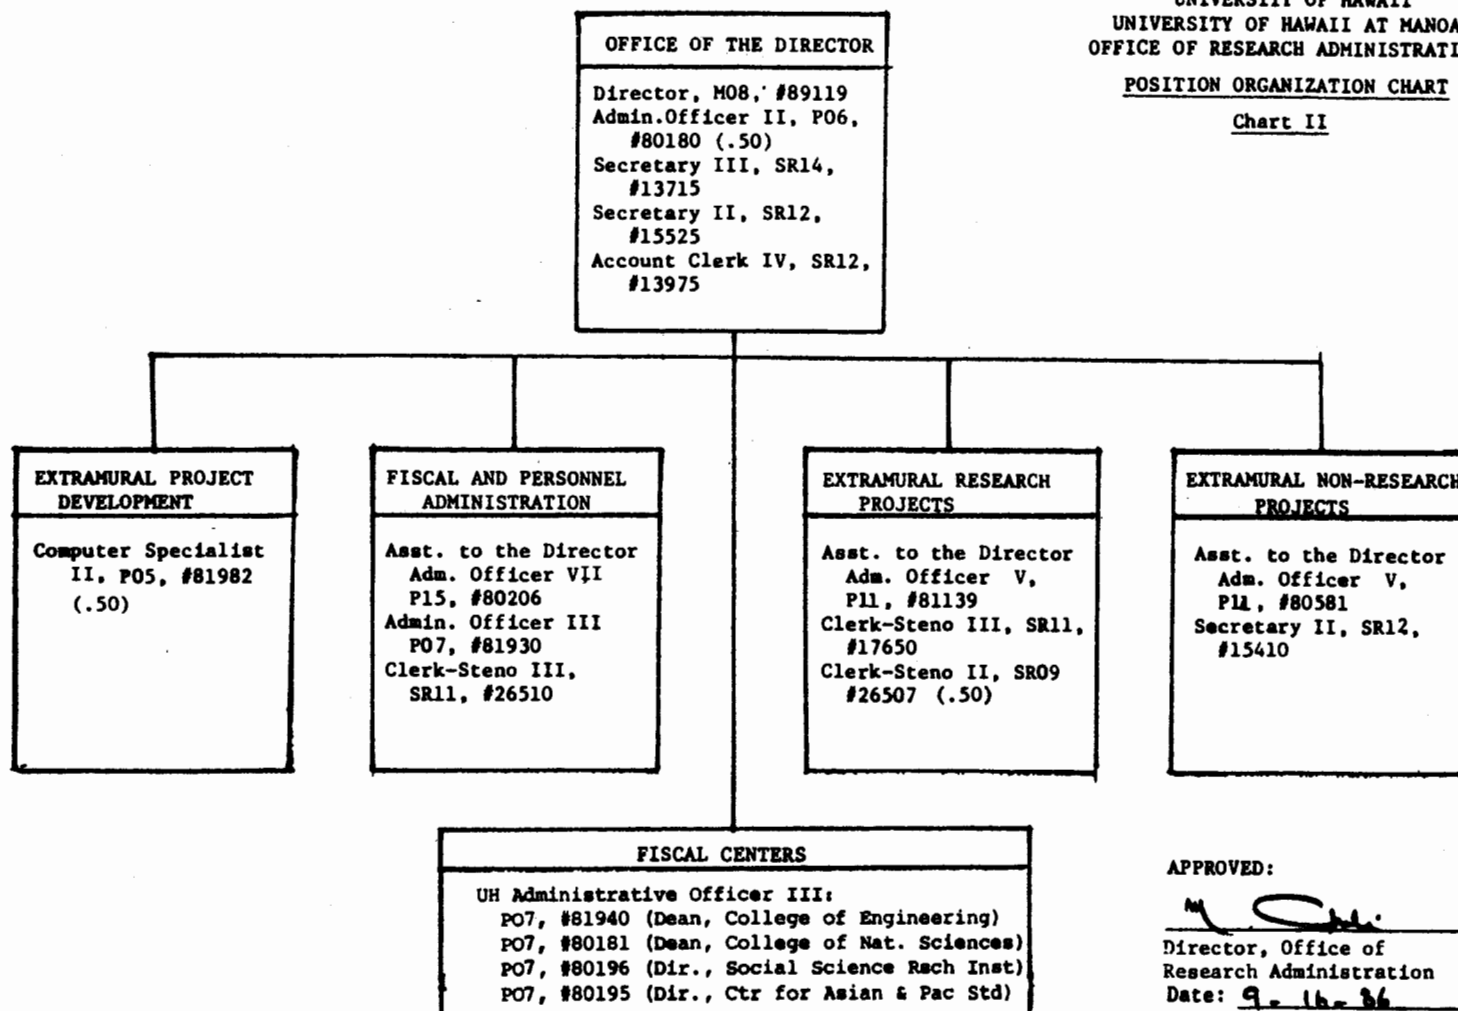 UNIVERSITY OF HAWAII
UNIVERSITY OF HAWAII AT MANOA
OFFICE OF RESEARCH ADMINISTRATI
POSITION ORGANIZATION CHART
Chart II
OFFICE OF THE DIRECTOR
Director, M08, #89119
Admin.Officer II, P06,
#80180 (.50)
Secretary III, SR14,
#13715
Secretary II, SR12,
#15525
Account Clerk IV, SR12,
#13975
EXTRAMURAL PROJECT
DEVELOPMENT
Computer Specialist
II, P05, #81982
(.50)
FISCAL AND PERSONNEL
ADMINISTRATION
Asst. to the Director
Adm. Officer VII
P15, #80206
Admin. Officer III
P07, #81930
Clerk-Steno III,
SR11, #26510
EXTRAMURAL RESEARCH
PROJECTS
Asst. to the Director
Adm. Officer V,
P11, #81139
Clerk-Steno III, SR11,
#17650
Clerk-Steno II, SR09
#26507 (.50)
EXTRAMURAL NON-RESEARCH
PROJECTS
Asst. to the Director
Adm. Officer V,
P11, #80581
Secretary II, SR12,
#15410
FISCAL CENTERS
UH Administrative Officer III:
PO7, #81940 (Dean, College of Engineering)
PO7, #80181 (Dean, College of Nat. Sciences)
PO7, #80196 (Dir., Social Science Rsch Inst)
PO7, #80195 (Dir., Ctr for Asian & Pac Std)
APPROVED:
Director, Office of
Research Administration
Date: 9-16-86